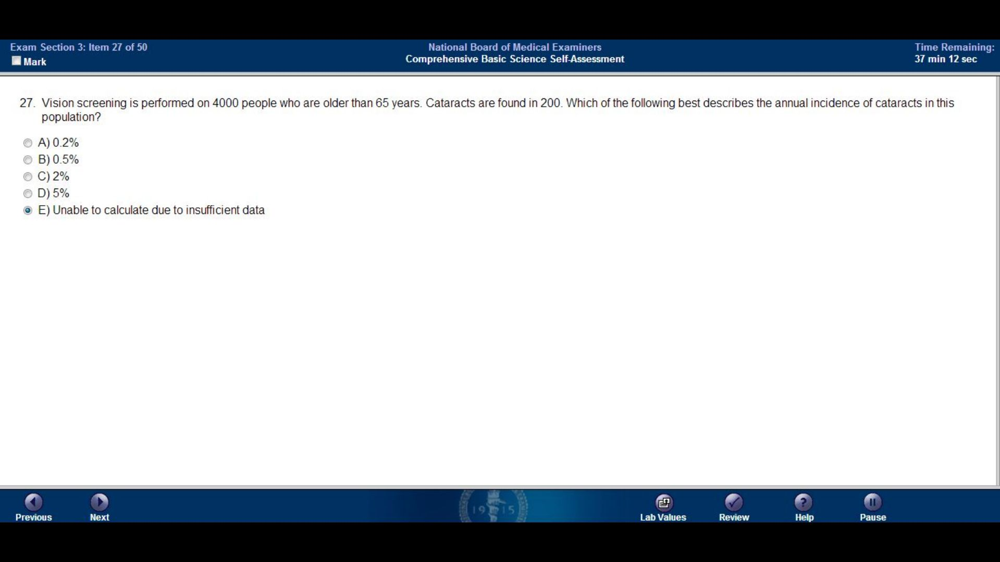 Exam Section 3: Item 27 of 50
Mark
National Board of Medical Examiners
Comprehensive Basic Science Self-Assessment
Time Remaining:
37 min 12 sec
27. Vision screening is performed on 4000 people who are older than 65 years. Cataracts are found in 200. Which of the following best describes the annual incidence of cataracts in this
population?
A) 0.2%
B) 0.5%
C) 2%
D) 5%
E) Unable to calculate due to insufficient data
Previous
Next
1915
Lab Values
Review
Help
Pause